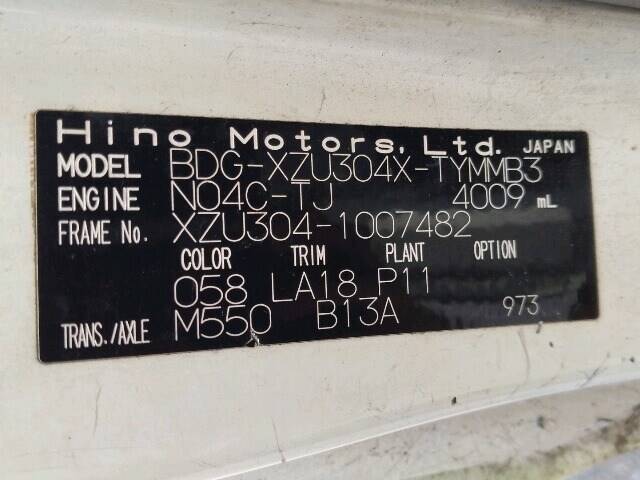 Hino Motors, Ltd. JAPAN
MODEL BDG-XZU304X-TYMMB3
ENGINE N04C-TJ 4009 mL
FRAME No. XZU304-1007482
COLOR TRIM PLANT OPTION
058 LA18 P11
TRANS./AXLE M550 B13A 973